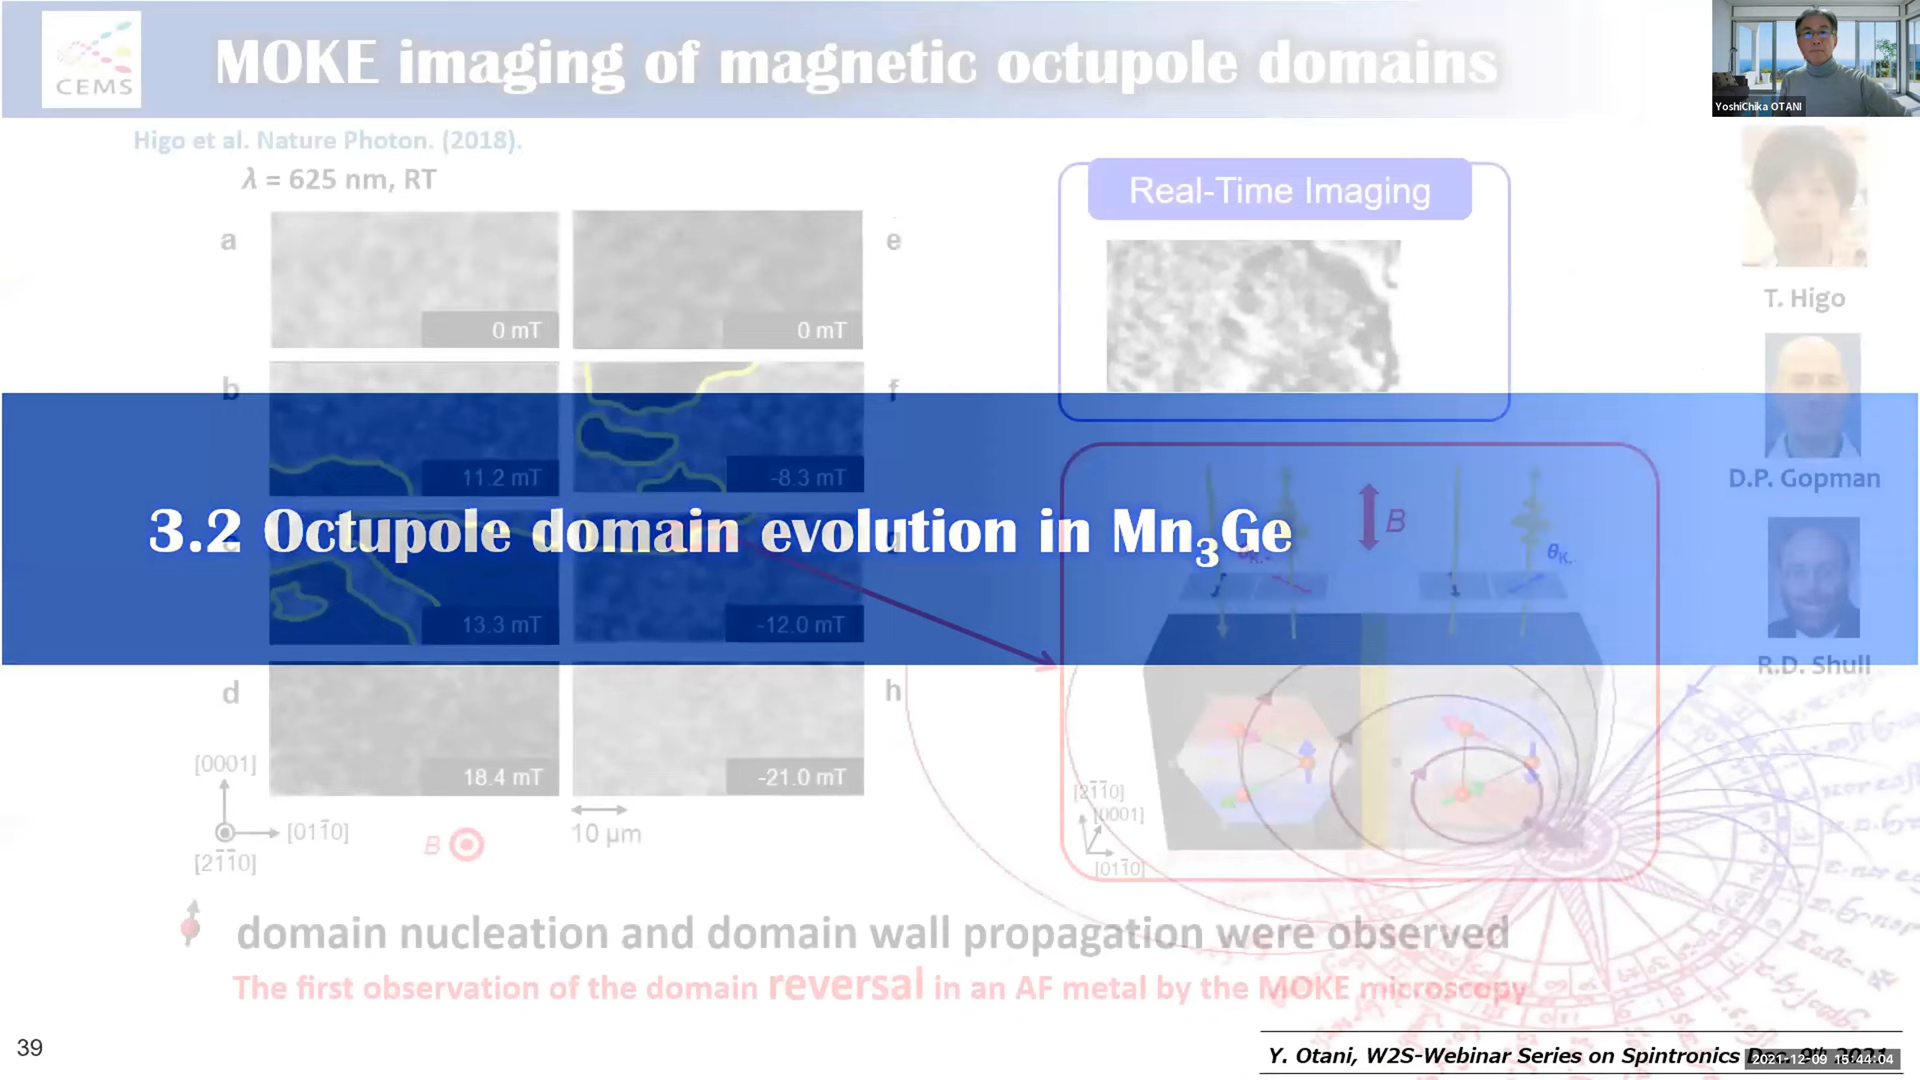 CEMS
MOKE imaging of magnetic octupole domains
YoshiChika OTANI
Higo et al. Nature Photon. (2018).
λ = 625 nm, RT
Real-Time Imaging
a
e
0 mT
0 mT
T. Higo
b
f
11.2 mT
-8.3 mT
D.P. Gopman
B
3.2 Octupole domain evolution in Mn₃Ge
13.3 mT
-12.0 mT
R.D. Shull
d
h
18.4 mT
-21.0 mT
[0001]
[011̅0]
[21̅1̅0]
B
10 μm
[21̅1̅0]
[0001]
[011̅0]
domain nucleation and domain wall propagation were observed
The first observation of the domain reversal in an AF metal by the MOKE microscopy
39
Y. Otani, W2S-Webinar Series on Spintronics
2021-12-09 15:44:04